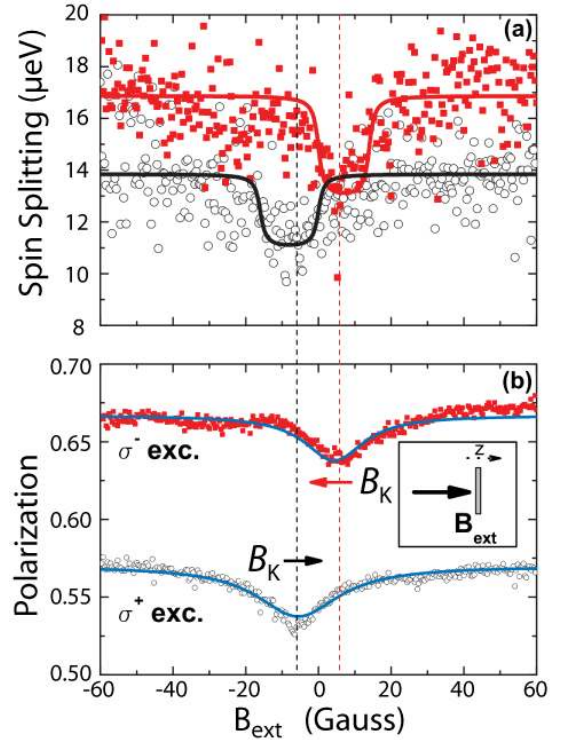 20
18
16
14
12
10
8
Spin Splitting (µeV)
(a)
0.70
0.65
0.60
0.55
0.50
Polarization
(b)
σ⁻ exc.
B_K
z
B_ext
B_K
σ⁺ exc.
-60 -40 -20 0 20 40 60
B_ext (Gauss)